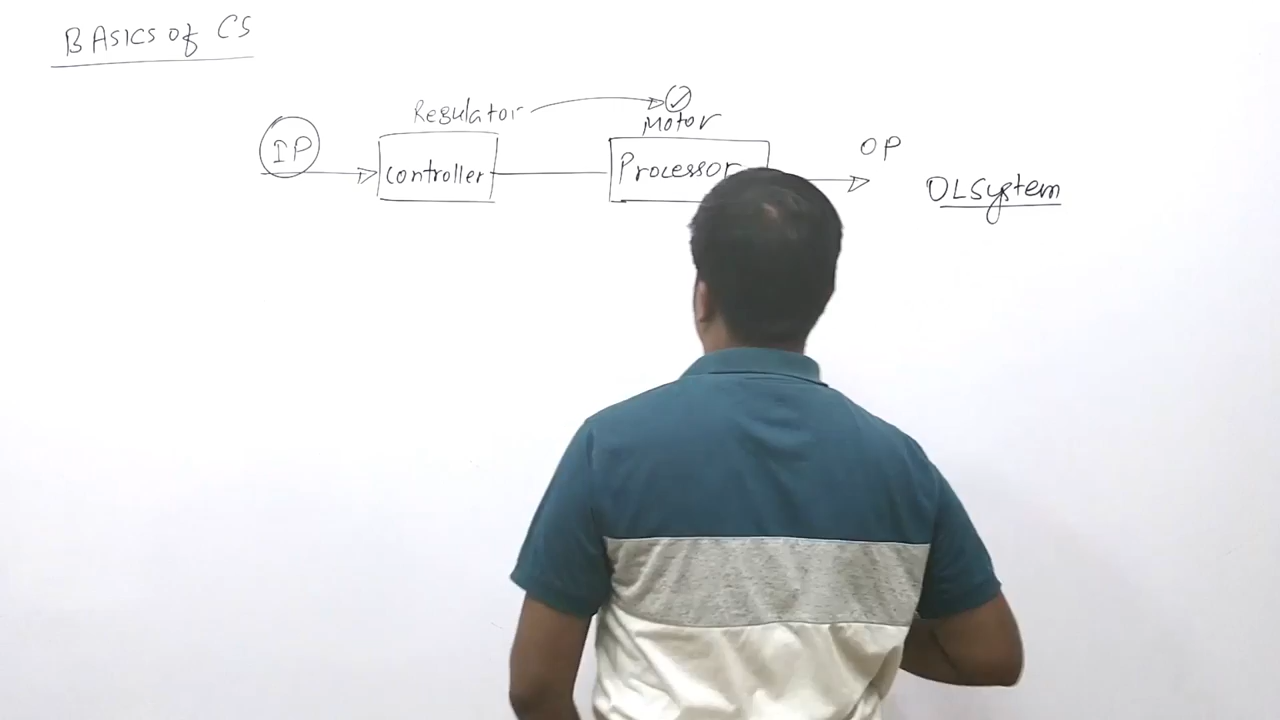 BASICS of CS
Regulator
Motor
IP
Controller
Processor
OP
OLSystem